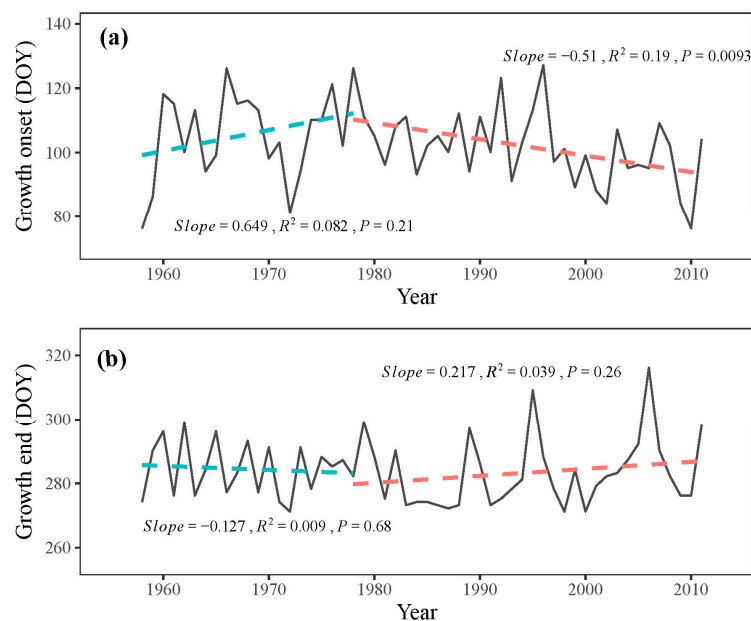 (a)
Slope = −0.51 , R² = 0.19 , P = 0.0093
Slope = 0.649 , R² = 0.082 , P = 0.21
Growth onset (DOY)
140
120
100
80
1960 1970 1980 1990 2000 2010
Year
(b)
Slope = 0.217 , R² = 0.039 , P = 0.26
Slope = −0.127 , R² = 0.009 , P = 0.68
Growth end (DOY)
320
300
280
260
1960 1970 1980 1990 2000 2010
Year